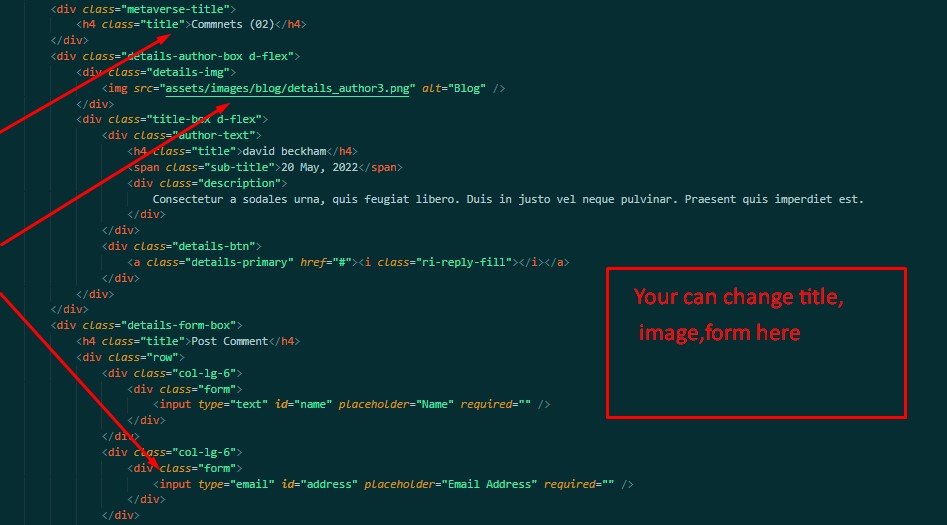 <div class="metaverse-title">
<h4 class="title">Commnets (02)</h4>
</div>
<div class="details-author-box d-flex">
<div class="details-img">
<img src="assets/images/blog/details_author3.png" alt="Blog" />
</div>
<div class="title-box d-flex">
<div class="author-text">
<h4 class="title">david beckham</h4>
<span class="sub-title">20 May, 2022</span>
<div class="description">
Consectetur a sodales urna, quis feugiat libero. Duis in justo vel neque pulvinar. Praesent quis imperdiet est.
</div>
</div>
<div class="details-btn">
<a class="details-primary" href="#"><i class="ri-reply-fill"></i></a>
</div>
</div>
</div>
<div class="details-form-box">
<h4 class="title">Post Comment</h4>
<div class="row">
<div class="col-lg-6">
<div class="form">
<input type="text" id="name" placeholder="Name" required="" />
</div>
</div>
<div class="col-lg-6">
<div class="form">
<input type="email" id="address" placeholder="Email Address" required="" />
</div>
</div>
Your can change title,
image,form here